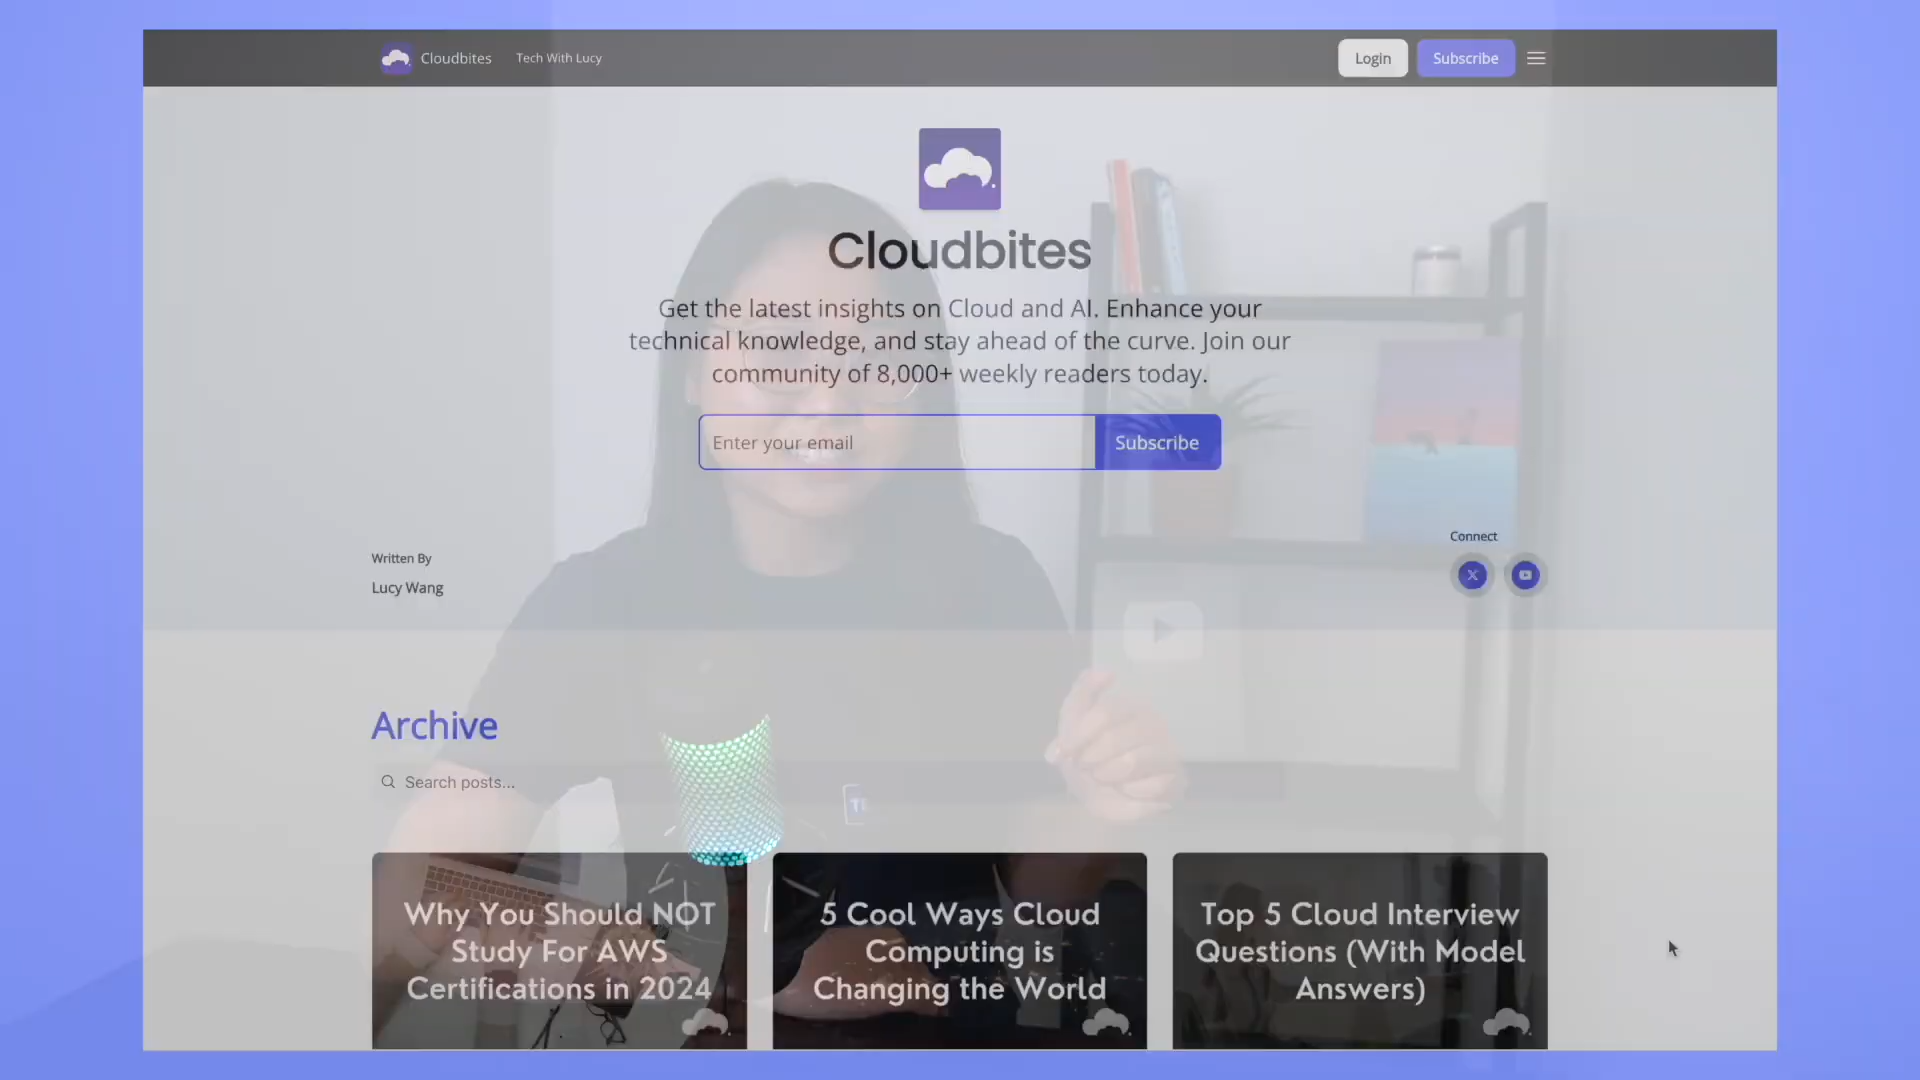 Cloudbites
Tech With Lucy
Login
Subscribe
Cloudbites
Get the latest insights on Cloud and AI. Enhance your
technical knowledge, and stay ahead of the curve. Join our
community of 8,000+ weekly readers today.
Enter your email
Subscribe
Connect
Written By
Lucy Wang
X
Archive
Search posts...
Why You Should NOT
Study For AWS
Certifications in 2024
5 Cool Ways Cloud
Computing is
Changing the World
Top 5 Cloud Interview
Questions (With Model
Answers)